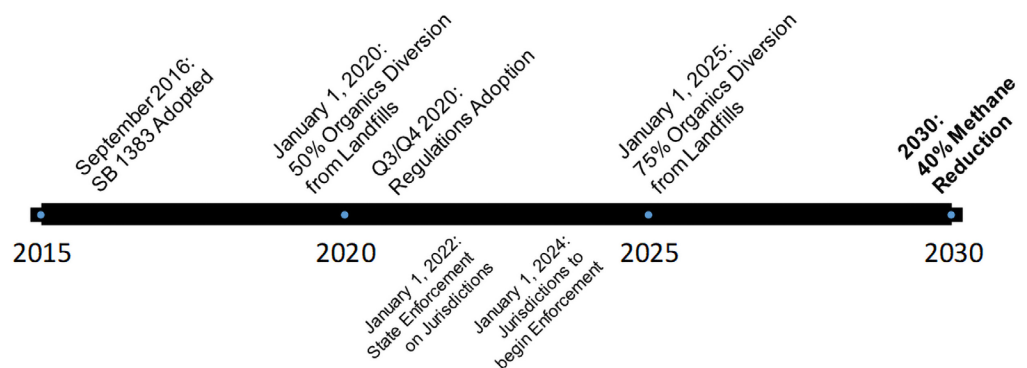 September 2016:
SB 1383 Adopted
January 1, 2020:
50% Organics Diversion
from Landfills
Q3/Q4 2020:
Regulations Adoption
January 1, 2025:
75% Organics Diversion
from Landfills
2030:
40% Methane
Reduction
2015
2020
2025
2030
January 1, 2022:
State Enforcement
on Jurisdictions
January 1, 2024:
Jurisdictions to
begin Enforcement